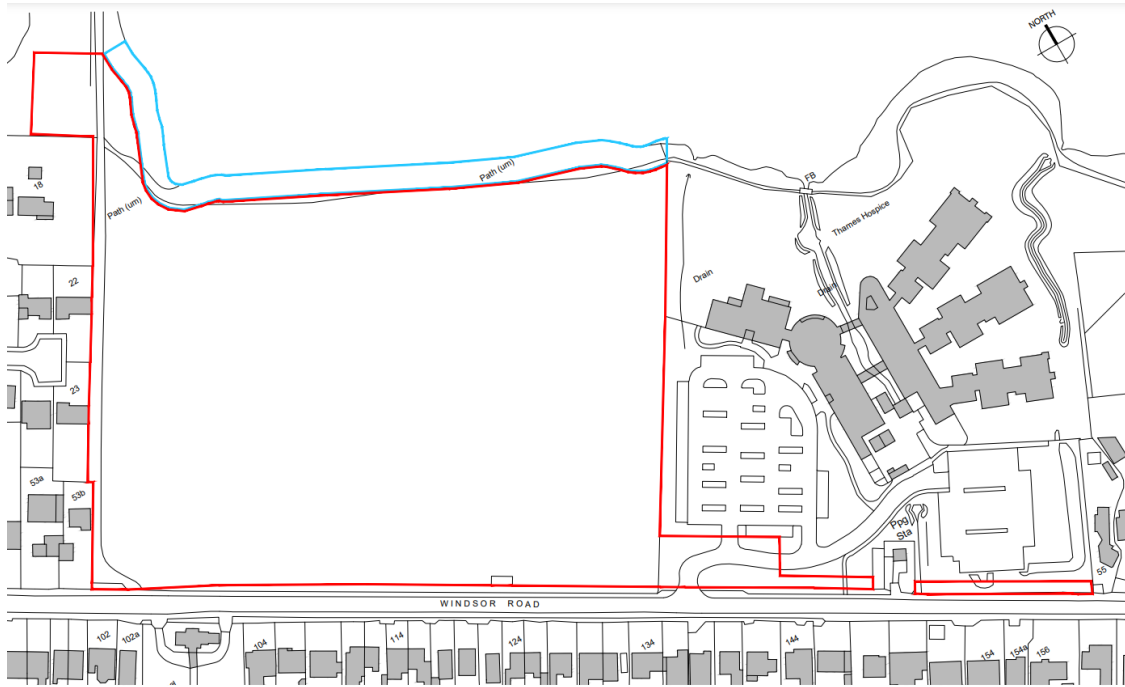 NORTH
FB
18
Path (um)
Path (um)
Thames Hospice
22
Drain
Drain
23
53a
53b
Ppg
Sta
55
WINDSOR ROAD
102
102a
104
114
124
134
144
154
154a
156